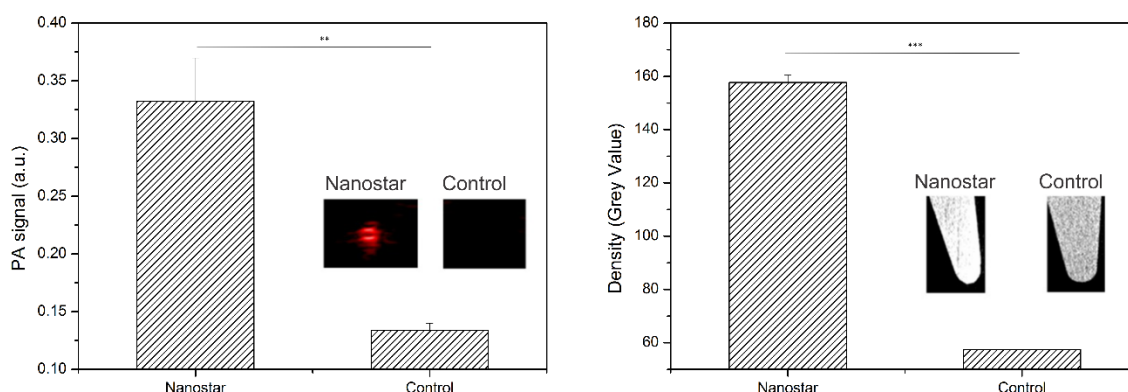 0.40
0.35
0.30
0.25
0.20
0.15
0.10
PA signal (a.u.)
**
Nanostar Control
Nanostar Control
180
160
140
120
100
80
60
Density (Grey Value)
***
Nanostar Control
Nanostar Control